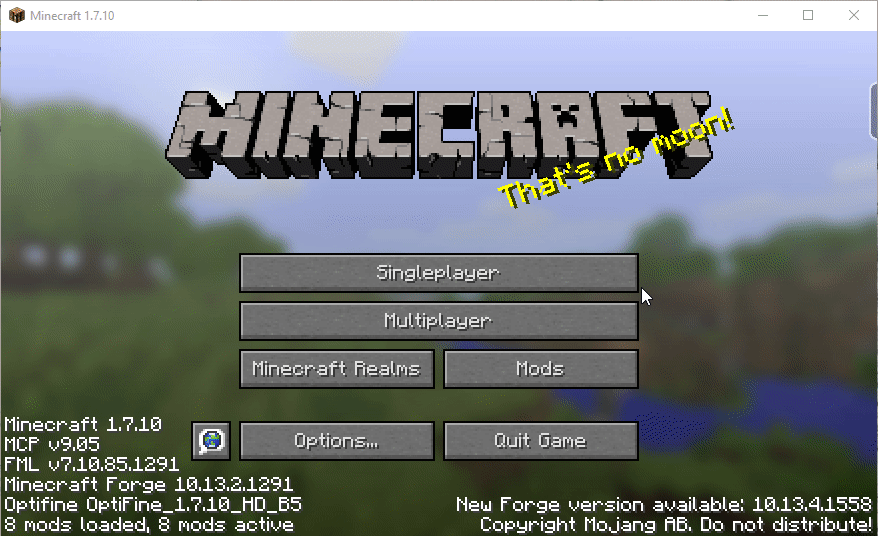 Minecraft 1.7.10
MINECRAFT
That's no moon!
Singleplayer
Multiplayer
Minecraft Realms
Mods
Options...
Quit Game
Minecraft 1.7.10
MCP v9.05
FML v7.10.85.1291
Minecraft Forge 10.13.2.1291
Optifine OptiFine_1.7.10_HD_B5
8 mods loaded, 8 mods active
New Forge version available: 10.13.4.1558
Copyright Mojang AB. Do not distribute!